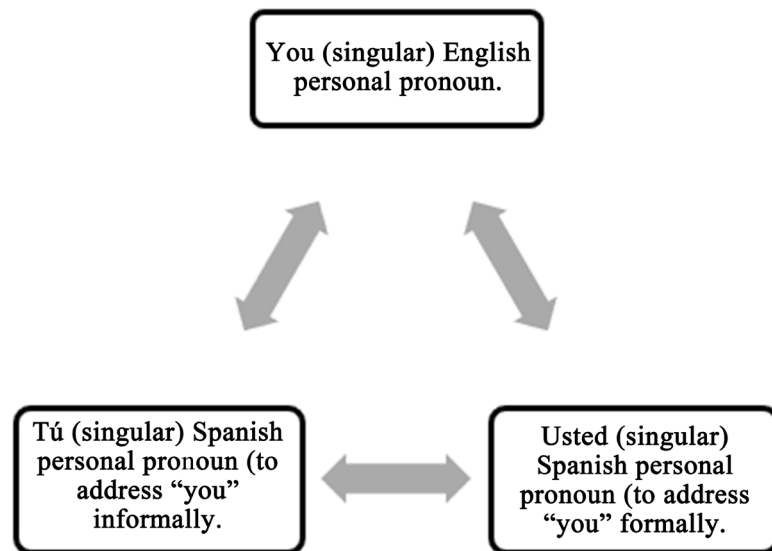 You (singular) English
personal pronoun.
Tú (singular) Spanish
personal pronoun (to
address “you”
informally.
Usted (singular)
Spanish personal
pronoun (to address
“you” formally.